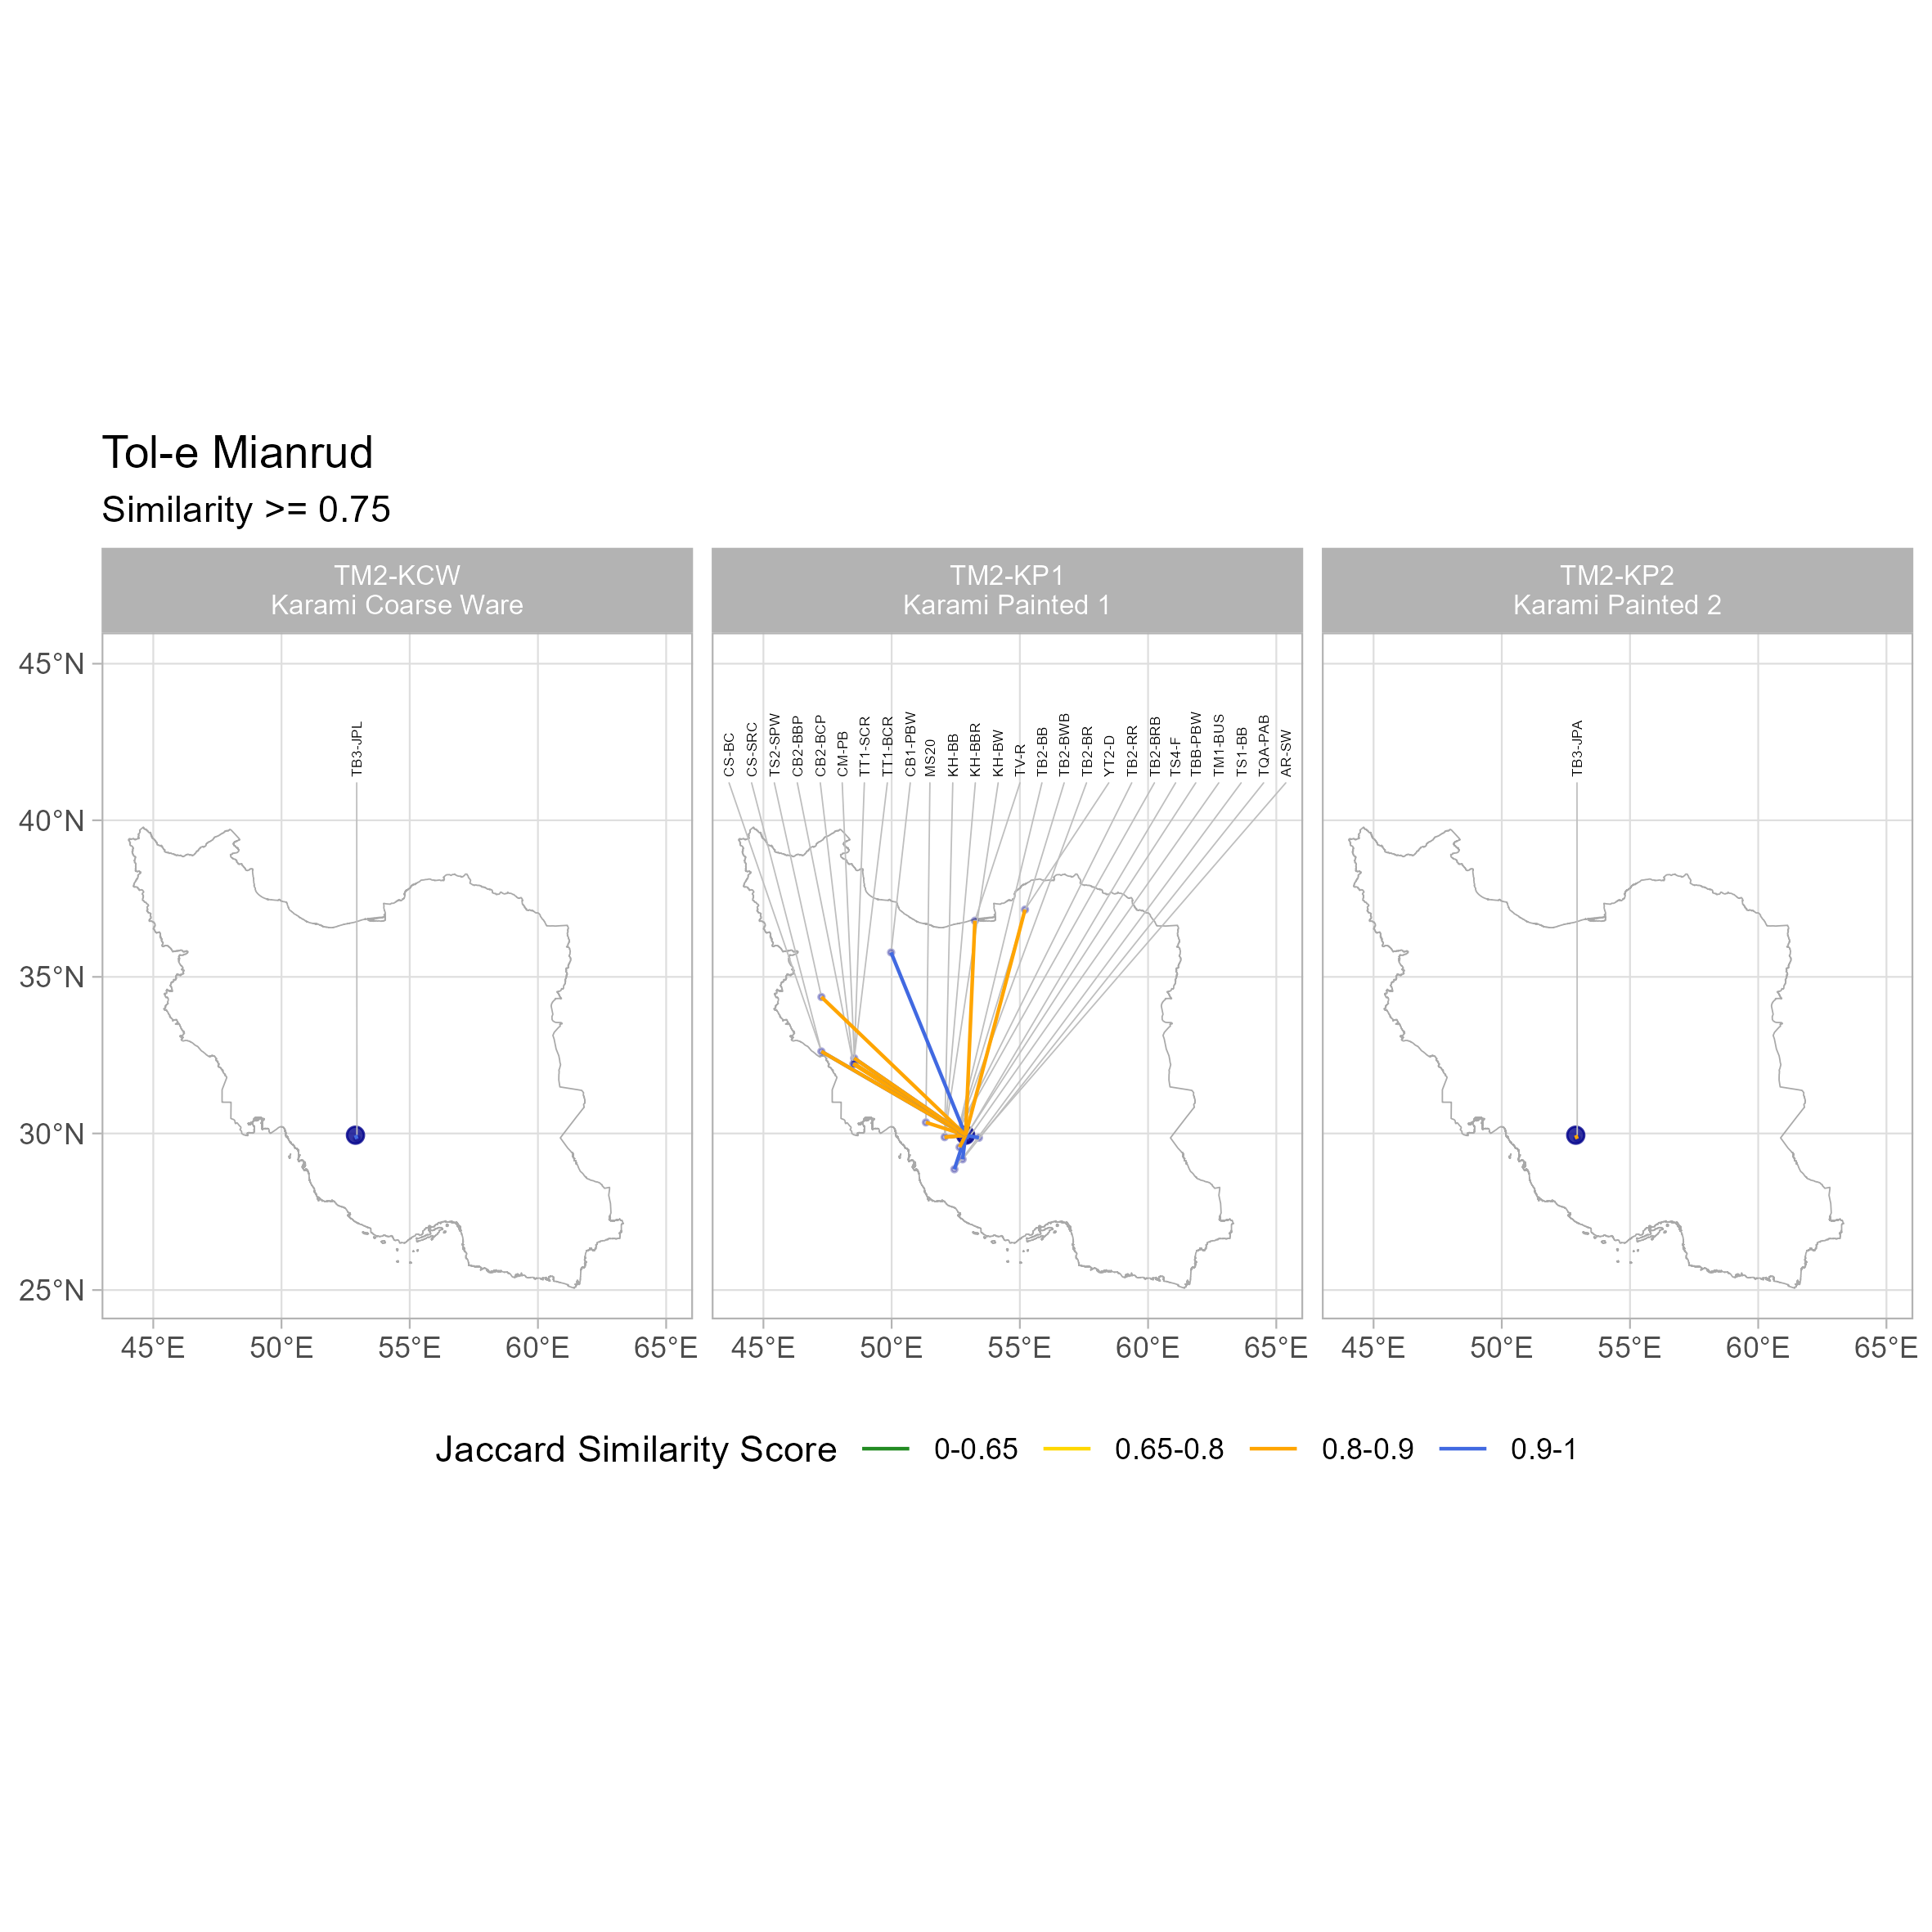 Tol-e Mianrud
Similarity >= 0.75
TM2-KCW
Karami Coarse Ware
TM2-KP1
Karami Painted 1
TM2-KP2
Karami Painted 2
45°N
40°N
35°N
30°N
25°N
TB3-JPL
CS-BC
CS-SRC
TS2-SPW
CB2-BBP
CB2-BCP
CM-PB
TT1-SCR
TT1-BCR
CB1-PBW
MS20
KH-BB
KH-BBR
KH-BW
TV-R
TB2-BB
TB2-BWB
TB2-BR
YT2-D
TB2-RR
TB2-BRB
TS4-F
TBB-PBW
TM1-BUS
TS1-BB
TQA-PAB
AR-SW
TB3-JPA
45°E 50°E 55°E 60°E 65°E
45°E 50°E 55°E 60°E 65°E
45°E 50°E 55°E 60°E 65°E
Jaccard Similarity Score 0-0.65 0.65-0.8 0.8-0.9 0.9-1